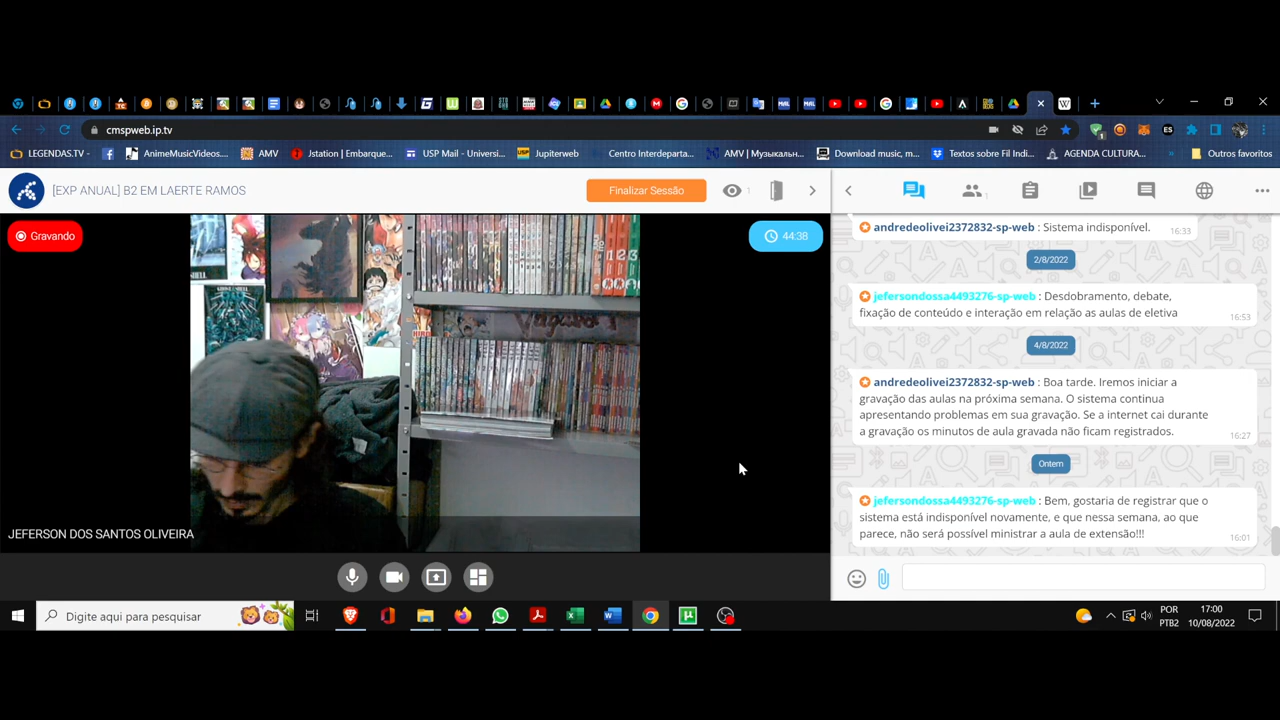 cmspweb.ip.tv
LEGENDAS.TV -
AnimeMusicVideos....
AMV
Jstation | Embarque...
USP Mail - Universi...
Jupiterweb
Centro Interdeparta...
AMV | Музыкальн...
Download music, m...
Textos sobre Fil Indi...
AGENDA CULTURA...
»
Outros favoritos
[EXP ANUAL] B2 EM LAERTE RAMOS
Finalizar Sessão
1
1
Gravando
44:38
JEFERSON DOS SANTOS OLIVEIRA
andredeolivei2372832-sp-web : Sistema indisponível.
16:33
2/8/2022
jefersondossa4493276-sp-web : Desdobramento, debate,
fixação de conteúdo e interação em relação as aulas de eletiva
16:53
4/8/2022
andredeolivei2372832-sp-web : Boa tarde. Iremos iniciar a
gravação das aulas na próxima semana. O sistema continua
apresentando problemas em sua gravação. Se a internet cai durante
a gravação os minutos de aula gravada não ficam registrados.
16:27
Ontem
jefersondossa4493276-sp-web : Bem, gostaria de registrar que o
sistema está indisponível novamente, e que nessa semana, ao que
parece, não será possível ministrar a aula de extensão!!!
16:01
Digite aqui para pesquisar
POR
PTB2
17:00
10/08/2022